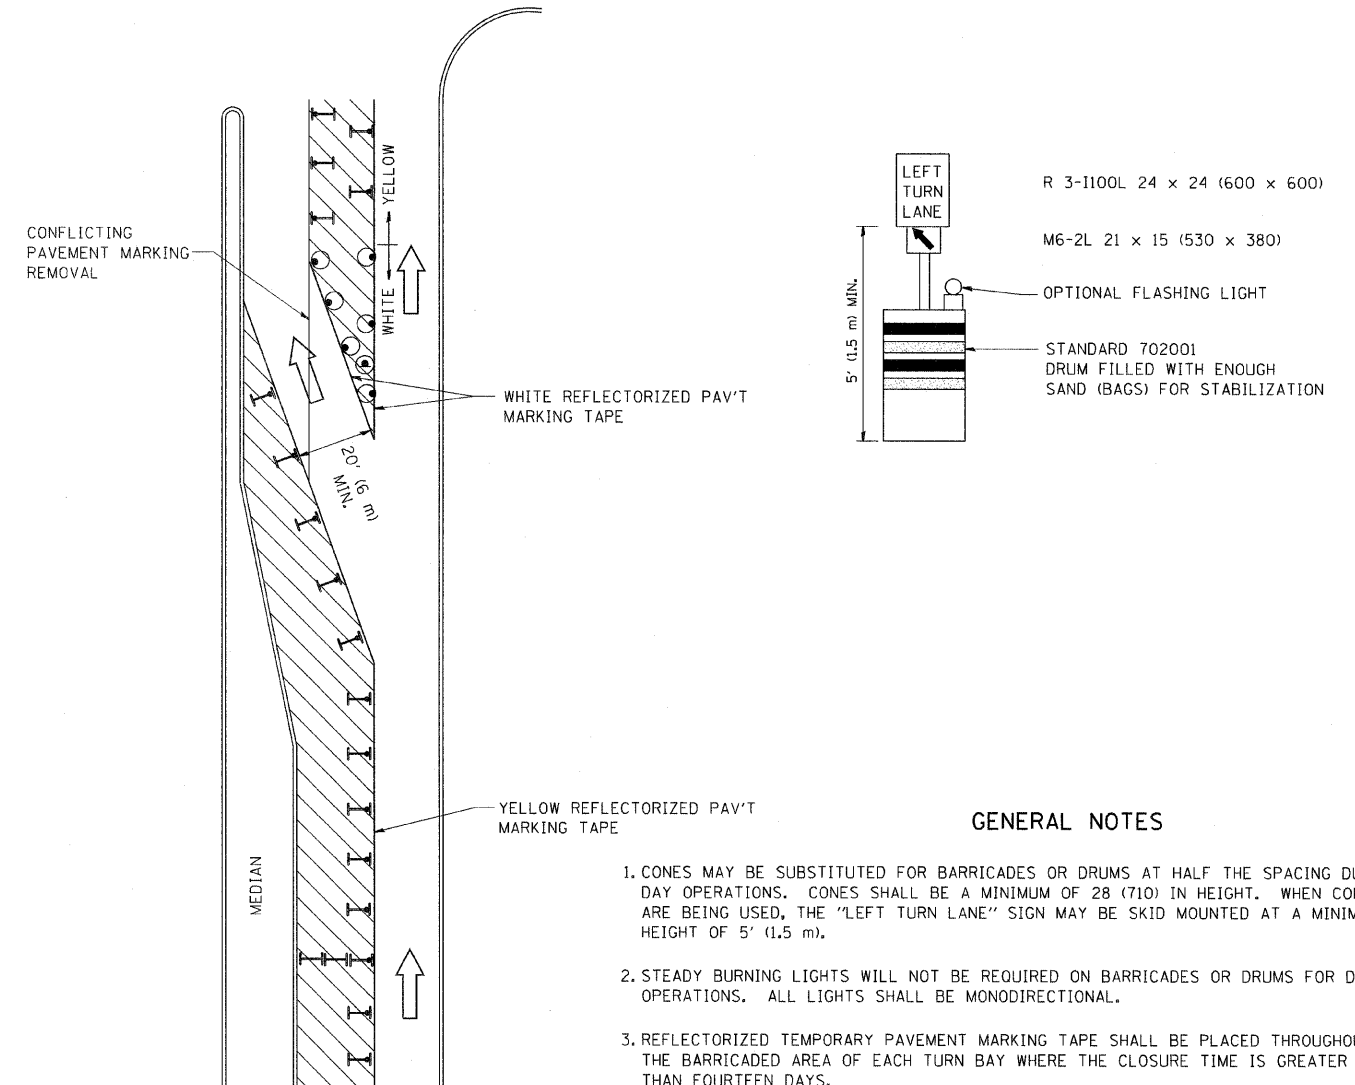 YELLOW
WHITE
CONFLICTING
PAVEMENT MARKING
REMOVAL
WHITE REFLECTORIZED PAV'T
MARKING TAPE
20' (6 m)
MIN.
YELLOW REFLECTORIZED PAV'T
MARKING TAPE
MEDIAN
LEFT
TURN
LANE
5' (1.5 m) MIN.
R 3-I100L 24 x 24 (600 x 600)
M6-2L 21 x 15 (530 x 380)
OPTIONAL FLASHING LIGHT
STANDARD 702001
DRUM FILLED WITH ENOUGH
SAND (BAGS) FOR STABILIZATION
GENERAL NOTES
1. CONES MAY BE SUBSTITUTED FOR BARRICADES OR DRUMS AT HALF THE SPACING
DAY OPERATIONS. CONES SHALL BE A MINIMUM OF 28 (710) IN HEIGHT. WHEN
ARE BEING USED, THE "LEFT TURN LANE" SIGN MAY BE SKID MOUNTED AT A
HEIGHT OF 5' (1.5 m).
2. STEADY BURNING LIGHTS WILL NOT BE REQUIRED ON BARRICADES OR DRUMS FOR
OPERATIONS. ALL LIGHTS SHALL BE MONODIRECTIONAL.
3. REFLECTORIZED TEMPORARY PAVEMENT MARKING TAPE SHALL BE PLACED
THE BARRICADED AREA OF EACH TURN BAY WHERE THE CLOSURE TIME IS GREATER
THAN FOURTEEN DAYS.